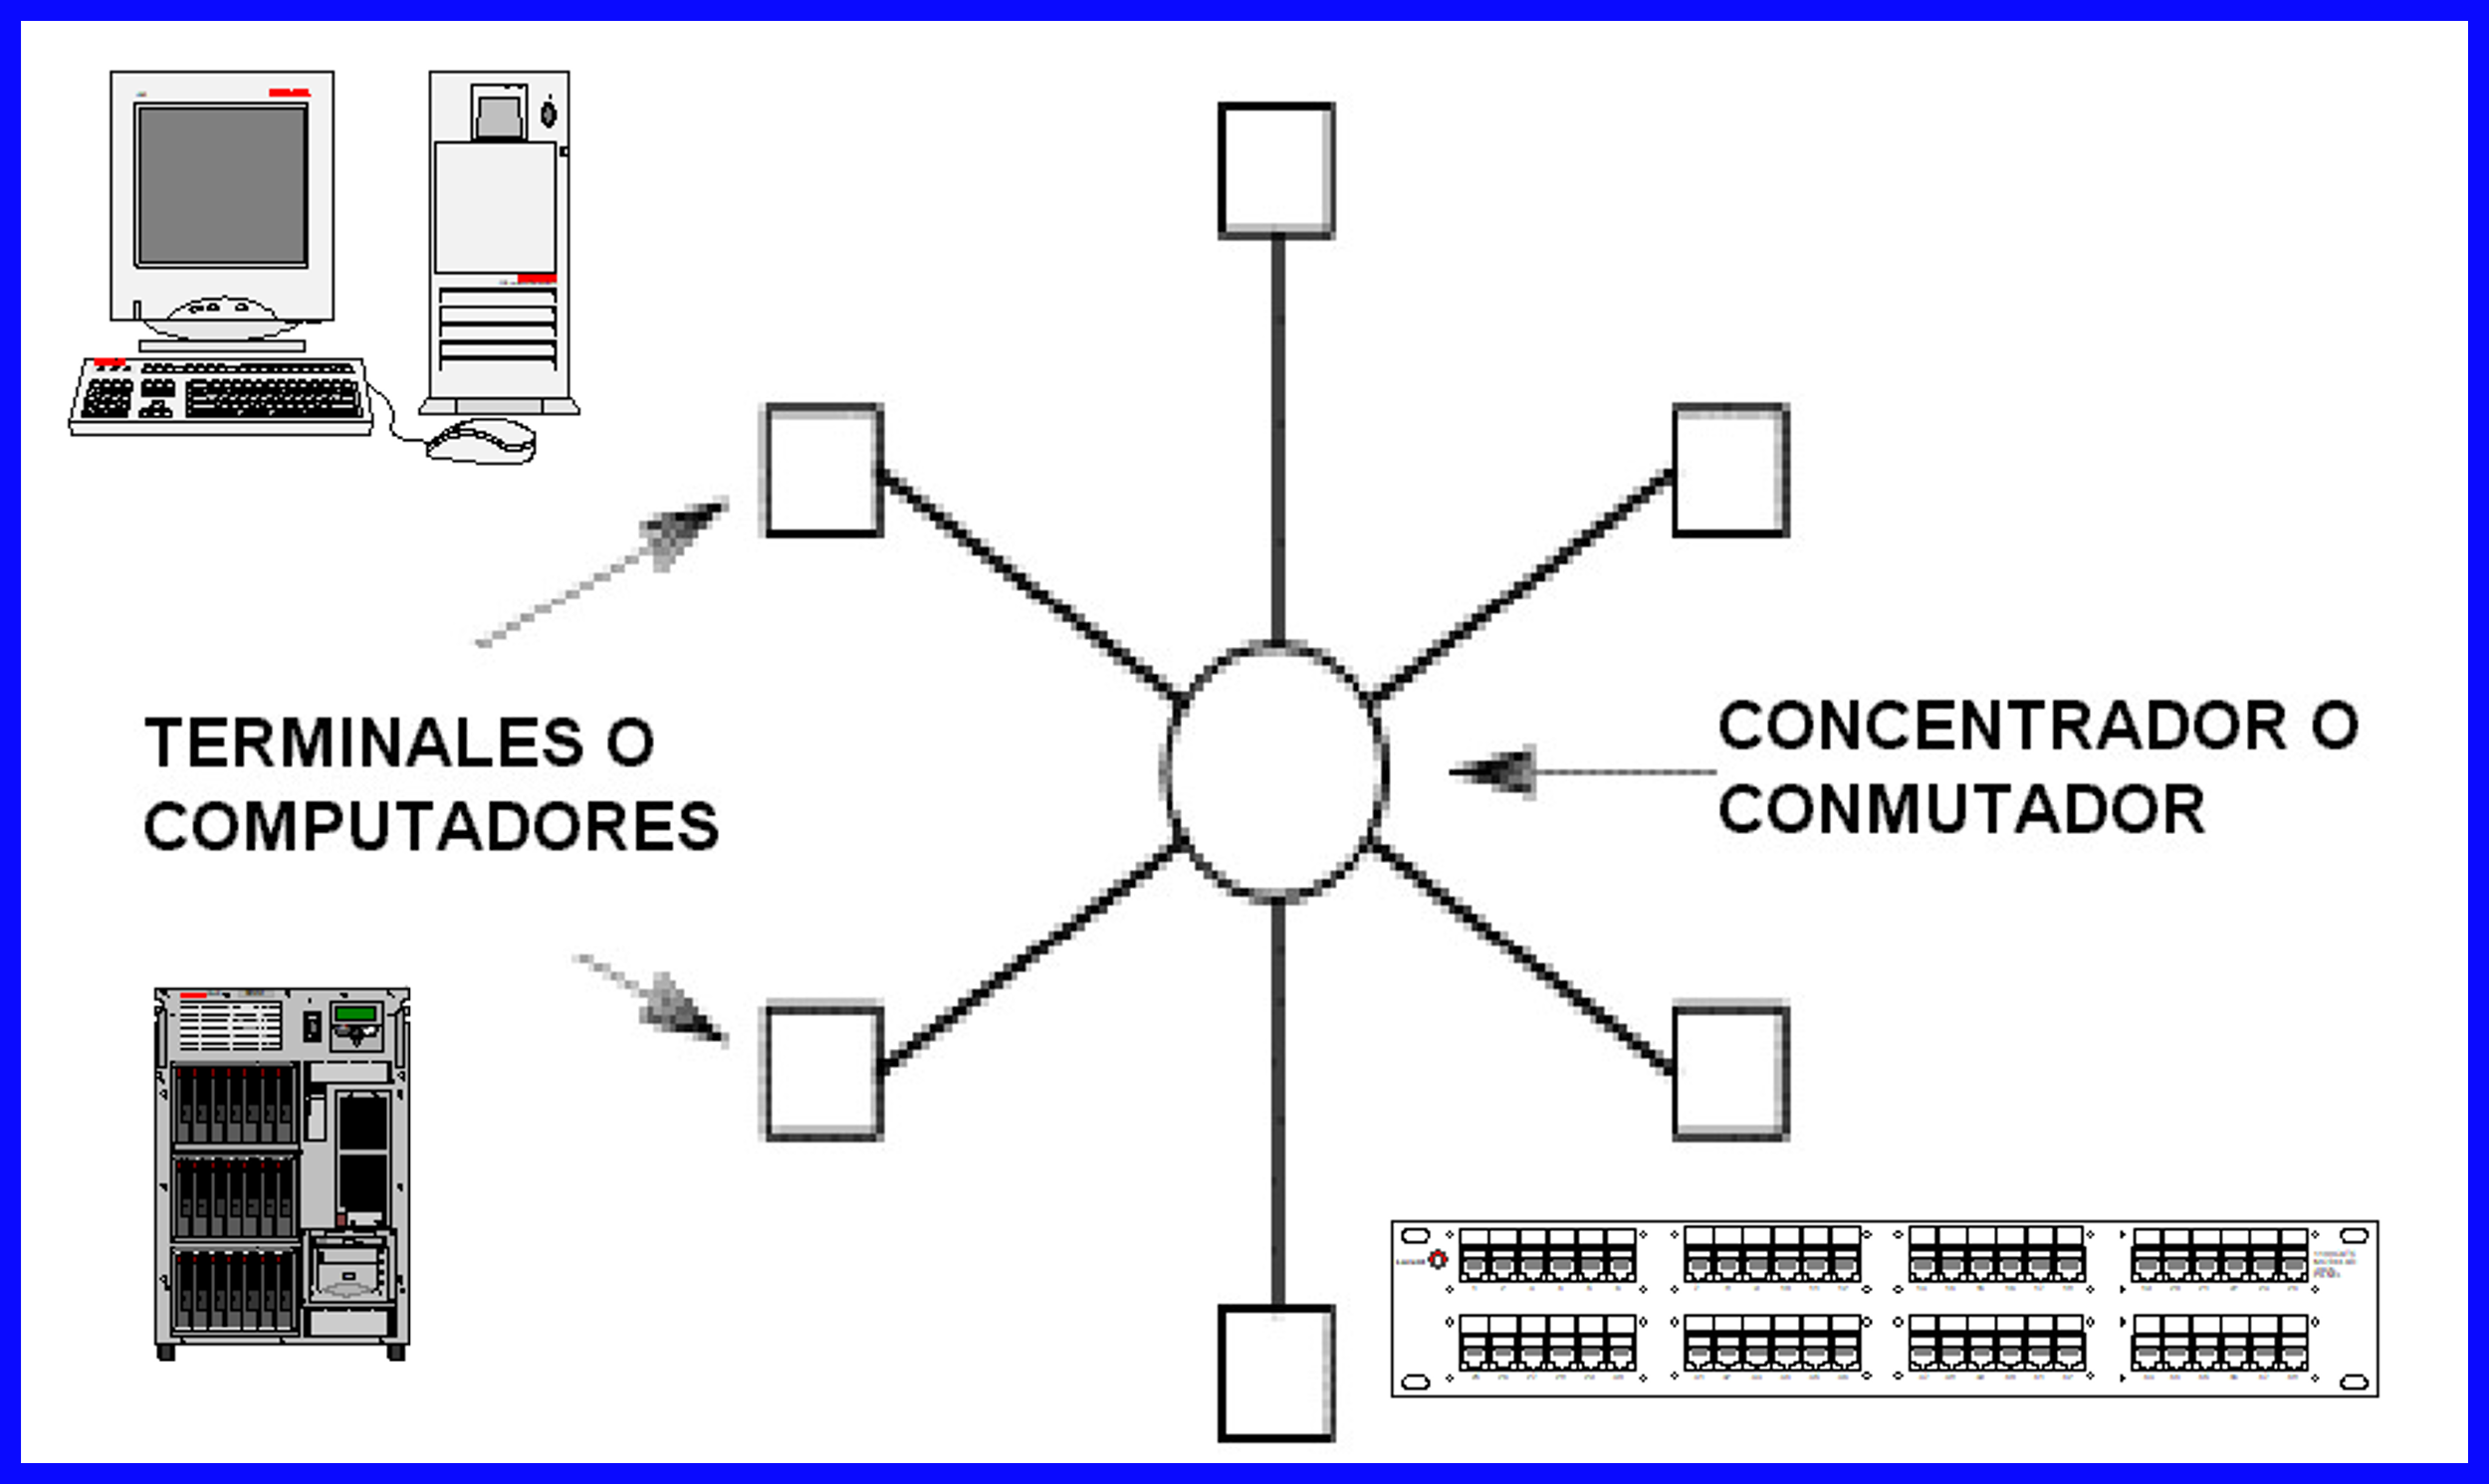 TERMINALES O
COMPUTADORES
CONCENTRADOR O
CONMUTADOR